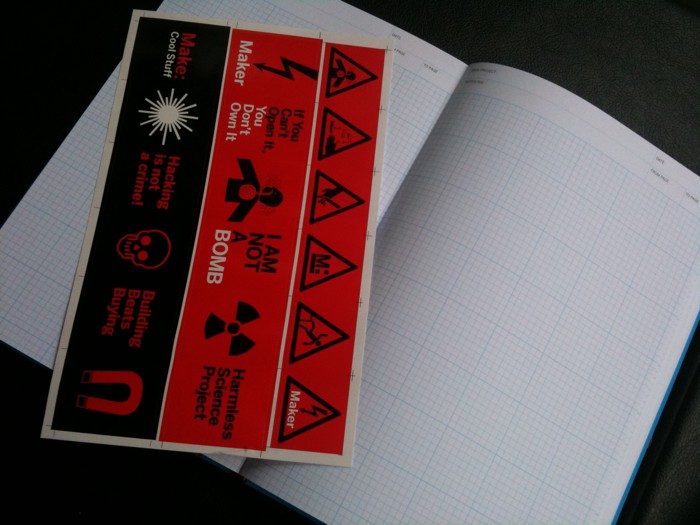 Make:
Cool Stuff
Hacking
is not
a crime!
Building
Beats
Buying
Maker
If You
Can't
Open It,
You
Don't
Own It
I AM
NOT
A
BOMB
Harmless
Science
Project
M:
Maker